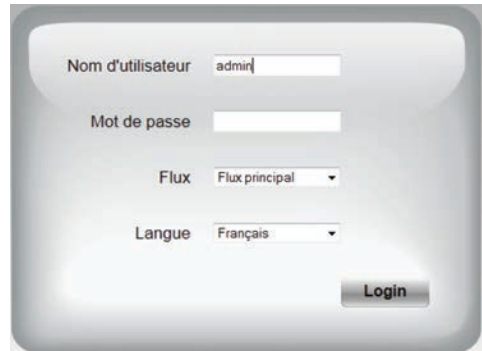 Nom d'utilisateur admin
Mot de passe
Flux Flux principal
Langue Français
Login